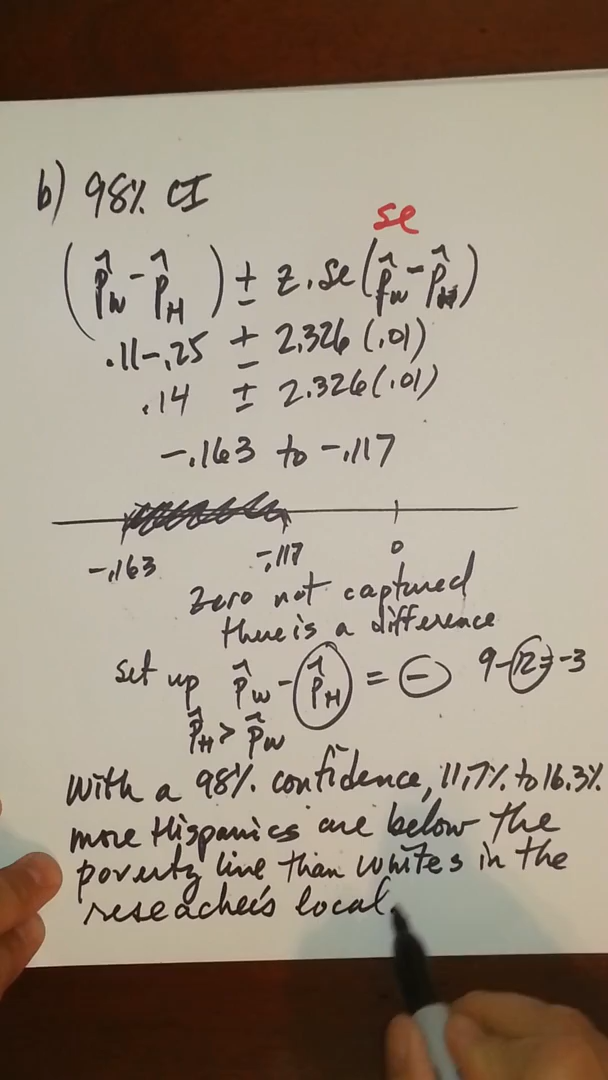 b) 98% CI
se
(p̂W - p̂H) ± z.se(p̂W - p̂H)
.11-.25 ± 2.326 (.01)
.14 ± 2.326(.01)
-.163 to -.117
-.163 -.117 0
Zero not captured
there is a difference
set up p̂W - p̂H = - 9-12=-3
p̂H > p̂W
With a 98% confidence, 11.7% to 16.3%
more Hispanics are below the
poverty line than whites in the
reseacher's local.